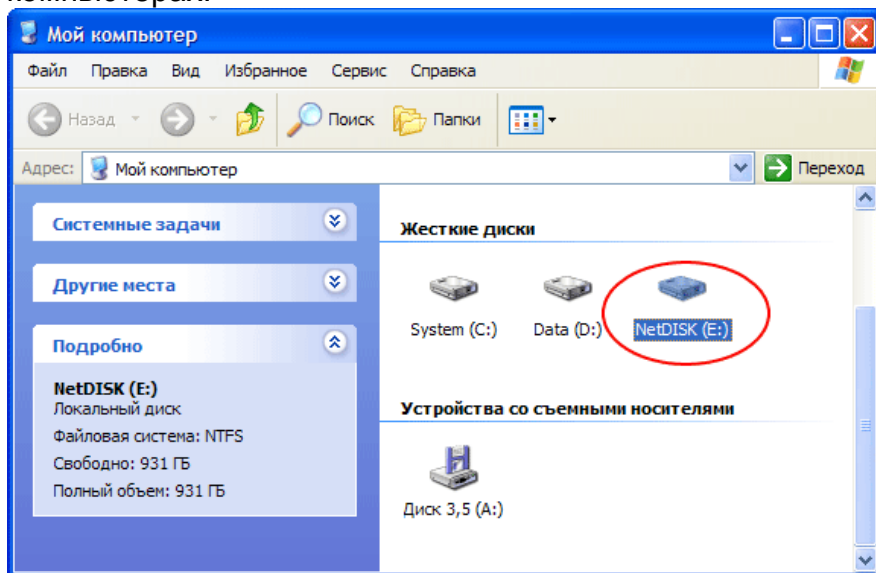 компьютерах.
Мой компьютер
Файл Правка Вид Избранное Сервис Справка
Назад Поиск Папки
Адрес: Мой компьютер Переход
Системные задачи
Другие места
Подробно
NetDISK (E:)
Локальный диск
Файловая система: NTFS
Свободно: 931 ГБ
Полный объем: 931 ГБ
Жесткие диски
System (C:) Data (D:) NetDISK (E:)
Устройства со съемными носителями
Диск 3,5 (A:)